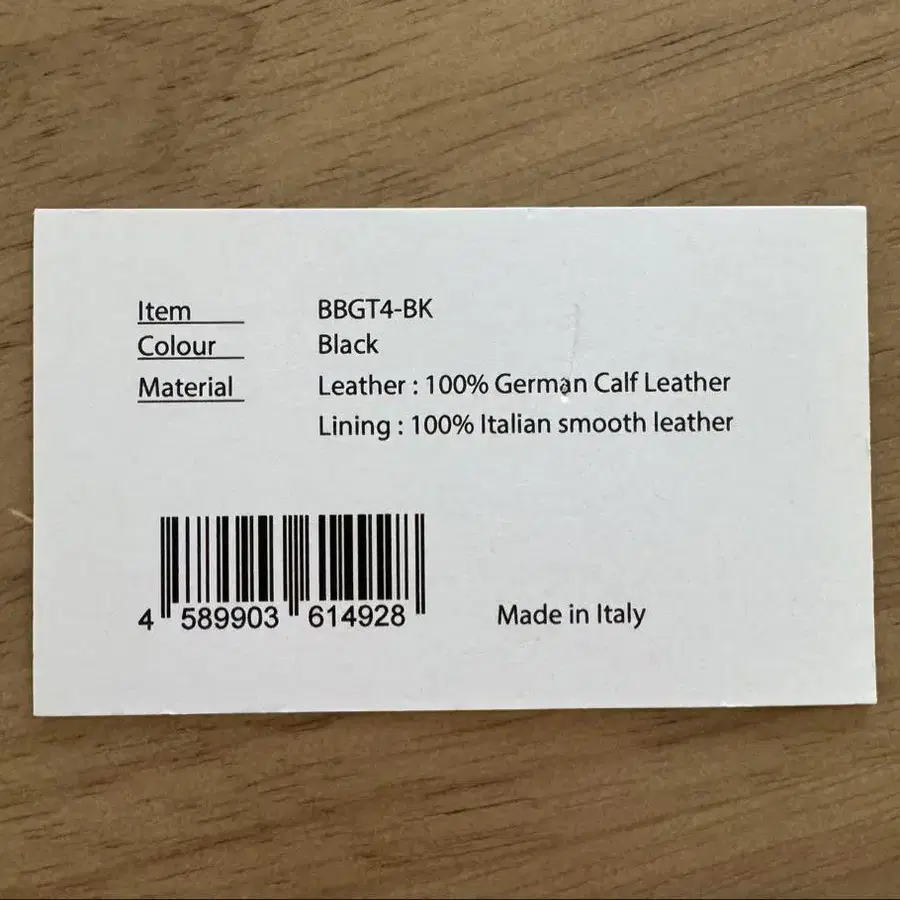 Item BBGT4-BK
Colour Black
Material Leather : 100% German Calf Leather
Lining : 100% Italian smooth leather
4 589903 614928
Made in Italy